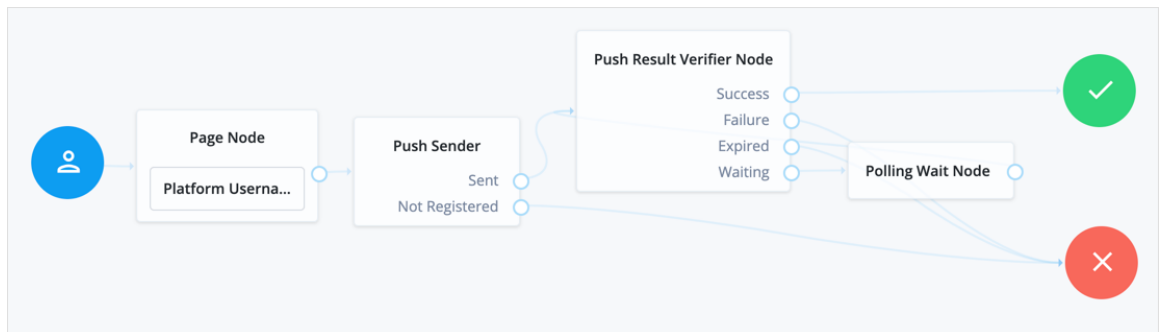 Page Node
Platform Userna...
Push Sender
Sent
Not Registered
Push Result Verifier Node
Success
Failure
Expired
Waiting
Polling Wait Node